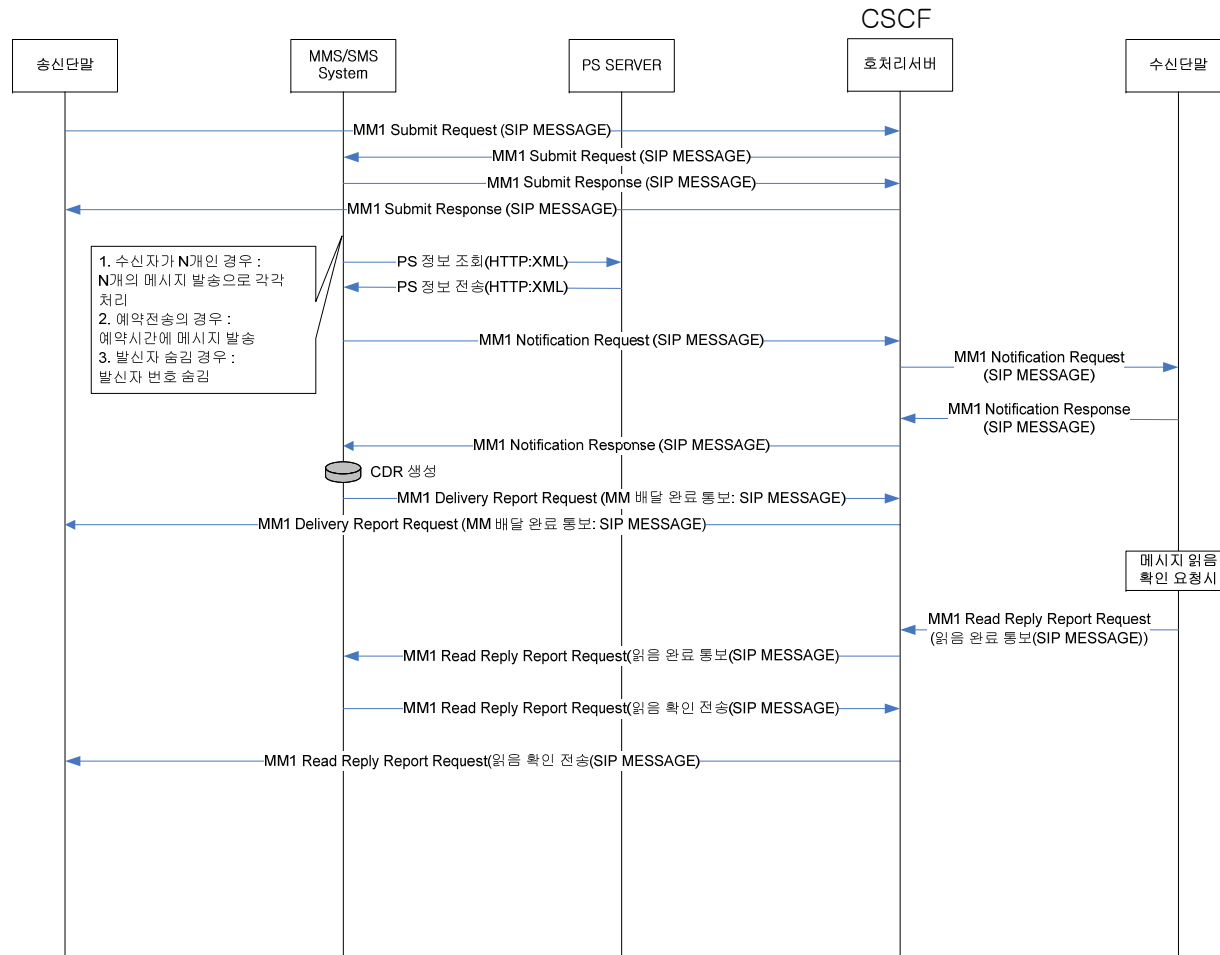 CSCF
송신단말
MMS/SMS
System
PS SERVER
호처리서버
수신단말
MM1 Submit Request (SIP MESSAGE)
MM1 Submit Request (SIP MESSAGE)
MM1 Submit Response (SIP MESSAGE)
MM1 Submit Response (SIP MESSAGE)
1. 수신자가 N개인 경우 :
N개의 메시지 발송으로 각각
처리
2. 예약전송의 경우 :
예약시간에 메시지 발송
3. 발신자 숨김 경우 :
발신자 번호 숨김
PS 정보 조회(HTTP:XML)
PS 정보 전송(HTTP:XML)
MM1 Notification Request (SIP MESSAGE)
MM1 Notification Request
(SIP MESSAGE)
MM1 Notification Response
(SIP MESSAGE)
MM1 Notification Response (SIP MESSAGE)
CDR 생성
MM1 Delivery Report Request (MM 배달 완료 통보: SIP MESSAGE)
MM1 Delivery Report Request (MM 배달 완료 통보: SIP MESSAGE)
메시지 읽음
확인 요청시
MM1 Read Reply Report Request
(읽음 완료 통보(SIP MESSAGE))
MM1 Read Reply Report Request(읽음 완료 통보(SIP MESSAGE)
MM1 Read Reply Report Request(읽음 확인 전송(SIP MESSAGE)
MM1 Read Reply Report Request(읽음 확인 전송(SIP MESSAGE)